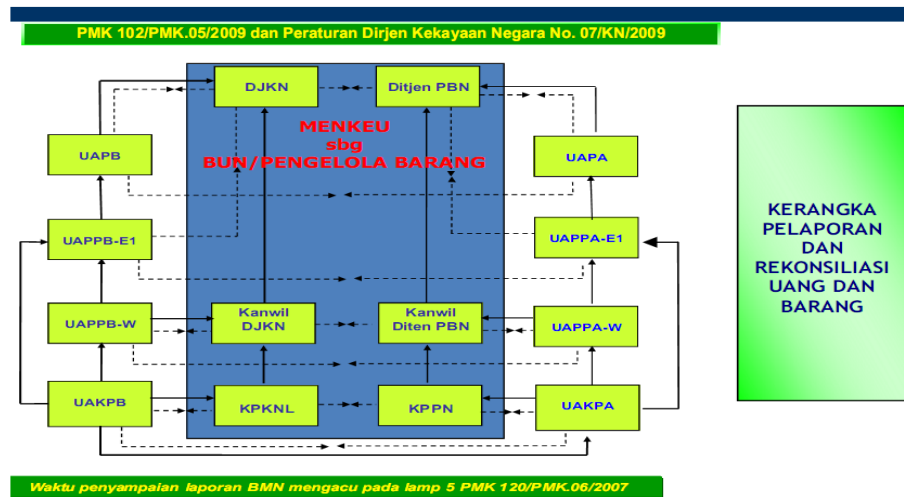 PMK 102/PMK.05/2009 dan Peraturan Dirjen Kekayaan Negara No. 07/KN/2009
DJKN
Ditjen PBN
MENKEU
sbg
BUN/PENGELOLA BARANG
UAPB
UAPA
UAPPB-E1
UAPPA-E1
KERANGKA
PELAPORAN
DAN
REKONSILIASI
UANG DAN
BARANG
UAPPB-W
Kanwil
DJKN
Kanwil
Diten PBN
UAPPA-W
UAKPB
KPKNL
KPPN
UAKPA
Waktu penyampaian laporan BMN mengacu pada lamp 5 PMK 120/PMK.06/2007